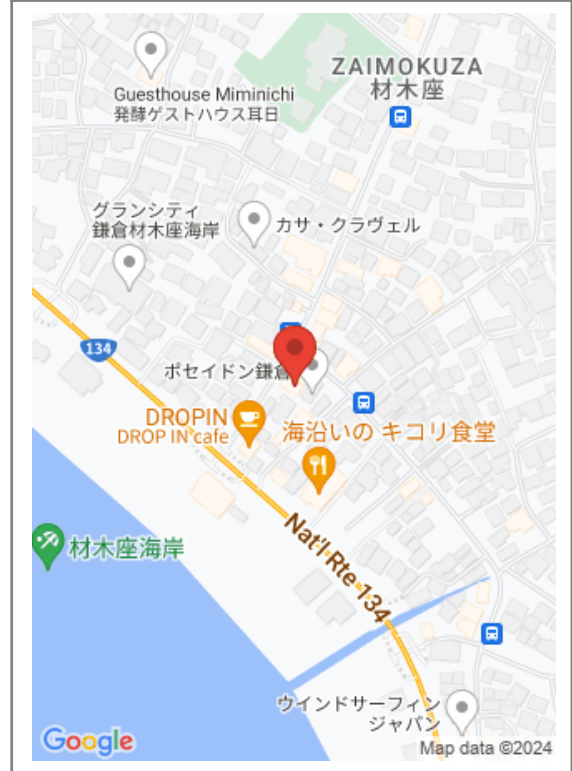 ZAIMOKUZA
材木座
Guesthouse Miminichi
発酵ゲストハウス耳日
グランシティ
鎌倉材木座海岸
カサ・クラヴェル
134
ポセイドン鎌倉
DROPIN
DROP IN cafe
海沿いの キコリ食堂
Nat'l Rte 134
材木座海岸
ウインドサーフィン
ジャパン
Google
Map data ©2024